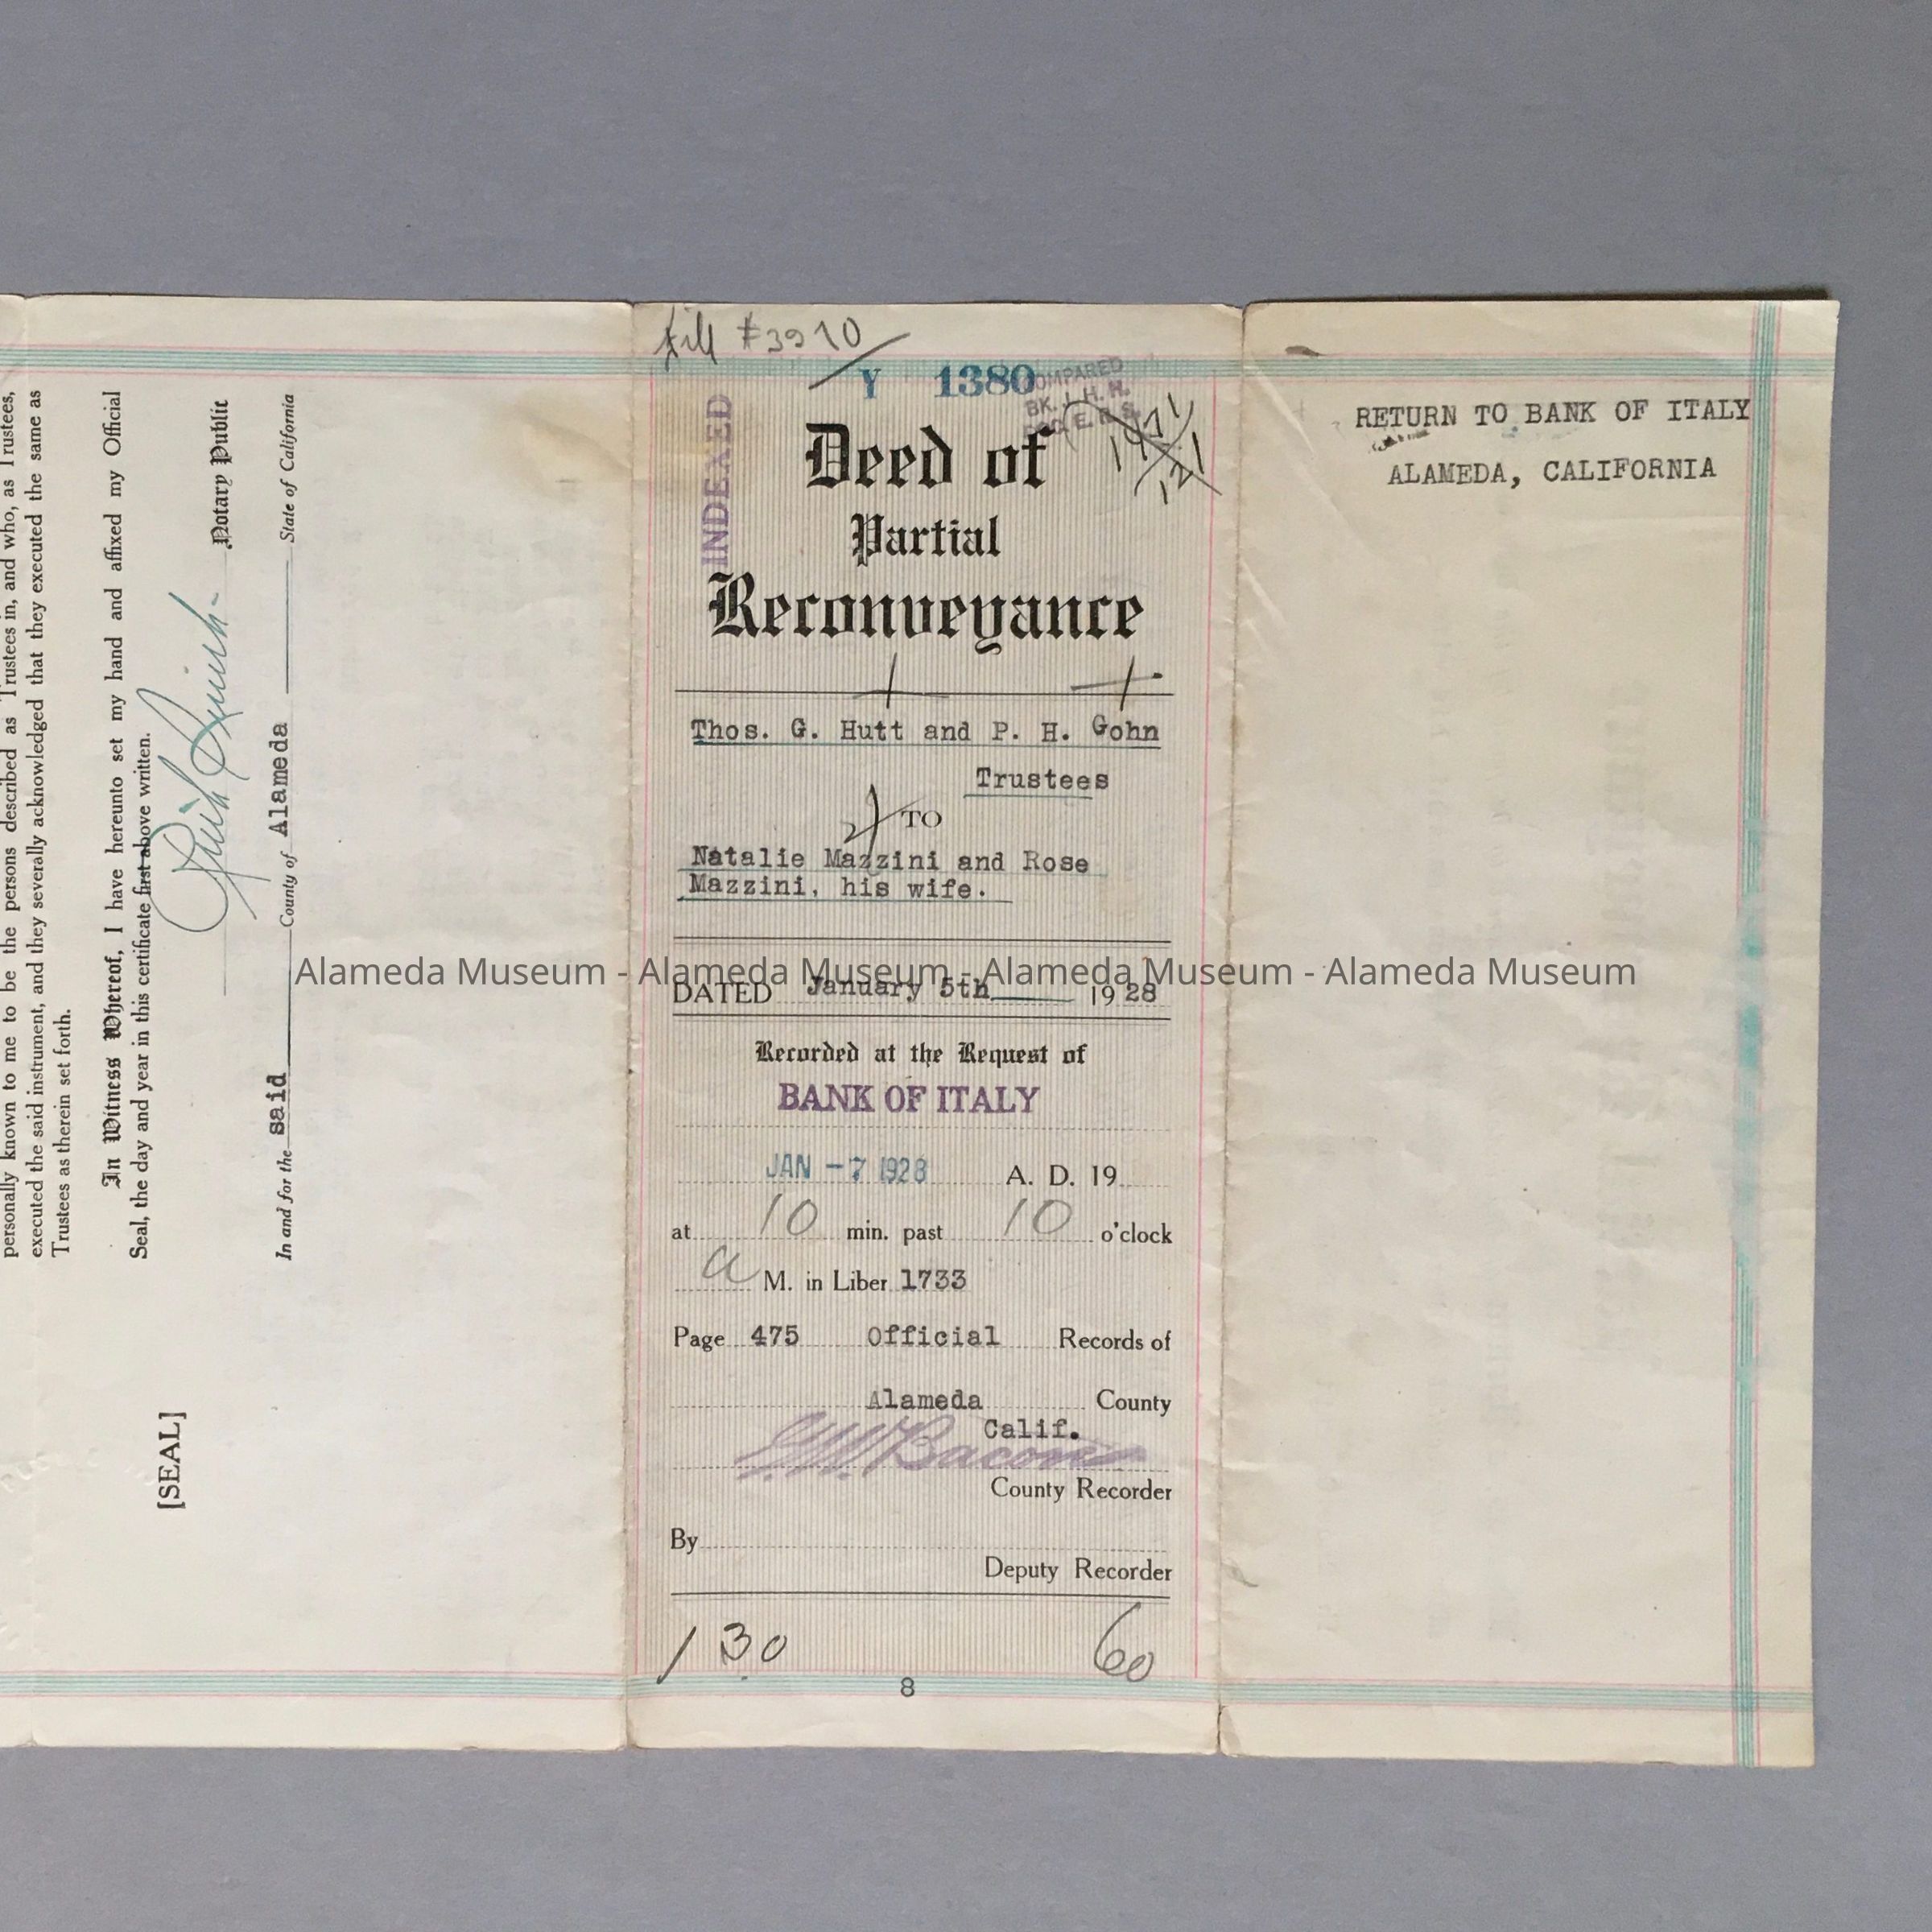 personally known to me to be the persons described as Trustees in, and who, as Trustees,
executed the said instrument, and they severally acknowledged that they executed the same as
Trustees as therein set forth.
In Witness Whereof, I have hereunto set my hand and affixed my Official
Seal, the day and year in this certificate first above written.
Notary Public
In and for the said County of Alameda State of California
[SEAL]
#3910
Y 1380
COMPARED
INDEXED
Deed of
Partial
Reconveyance
Thos. G. Hutt and P. H. Gohn
Trustees
TO
Natalie Mazzini and Rose
Mazzini, his wife.
Alameda Museum - Alameda Museum - Alameda Museum - Alameda Museum
DATED January 5th 1928
Recorded at the Request of
BANK OF ITALY
JAN -7 1928 A. D. 19
at 10 min. past 10 o'clock
a M. in Liber 1733
Page 475 Official Records of
Alameda County
Calif.
G.W. Bacon
County Recorder
By
Deputy Recorder
1 30 60
8
RETURN TO BANK OF ITALY
ALAMEDA, CALIFORNIA